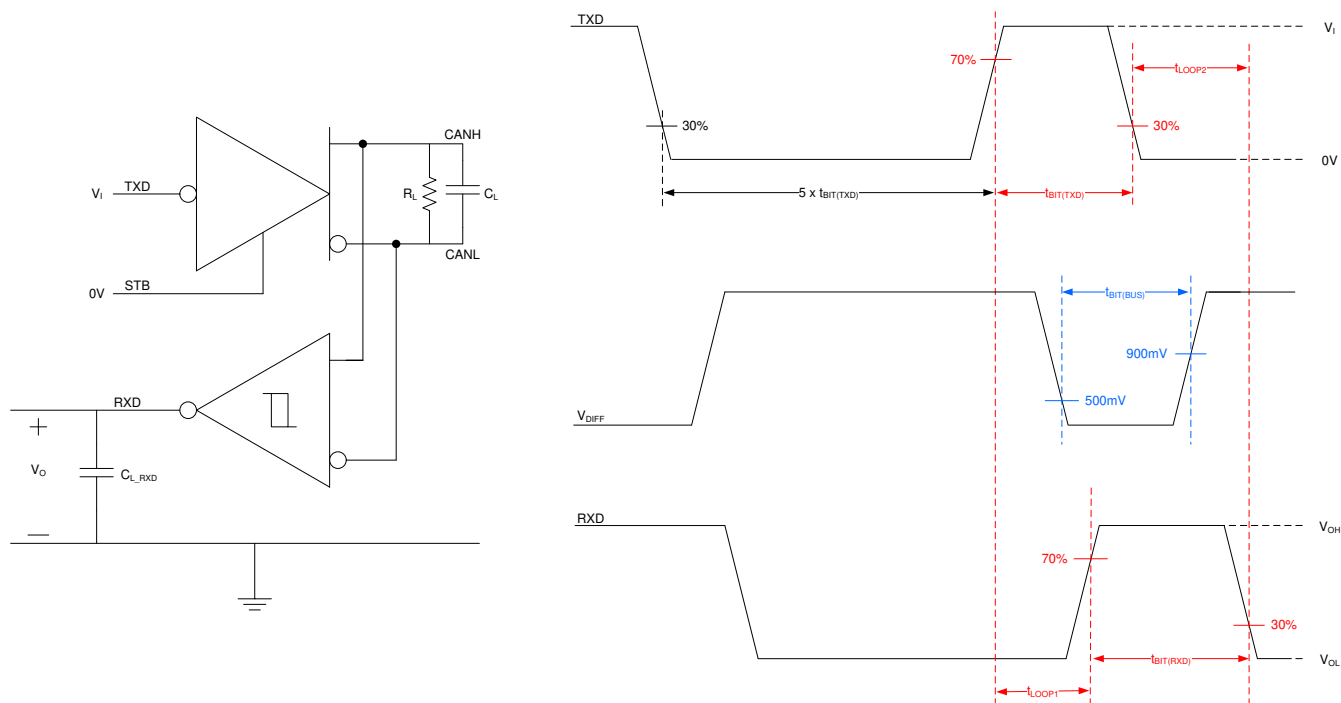 TXD
V_I
70%
t_LOOP2
30%
30%
CANH
0V
V_I
TXD
R_L
C_L
5 x t_BIT(TXD)
t_BIT(TXD)
CANL
STB
0V
t_BIT(BUS)
900mV
RXD
500mV
V_DIFF
V_O
C_L_RXD
RXD
V_OH
70%
30%
t_BIT(RXD)
V_OL
t_LOOP1